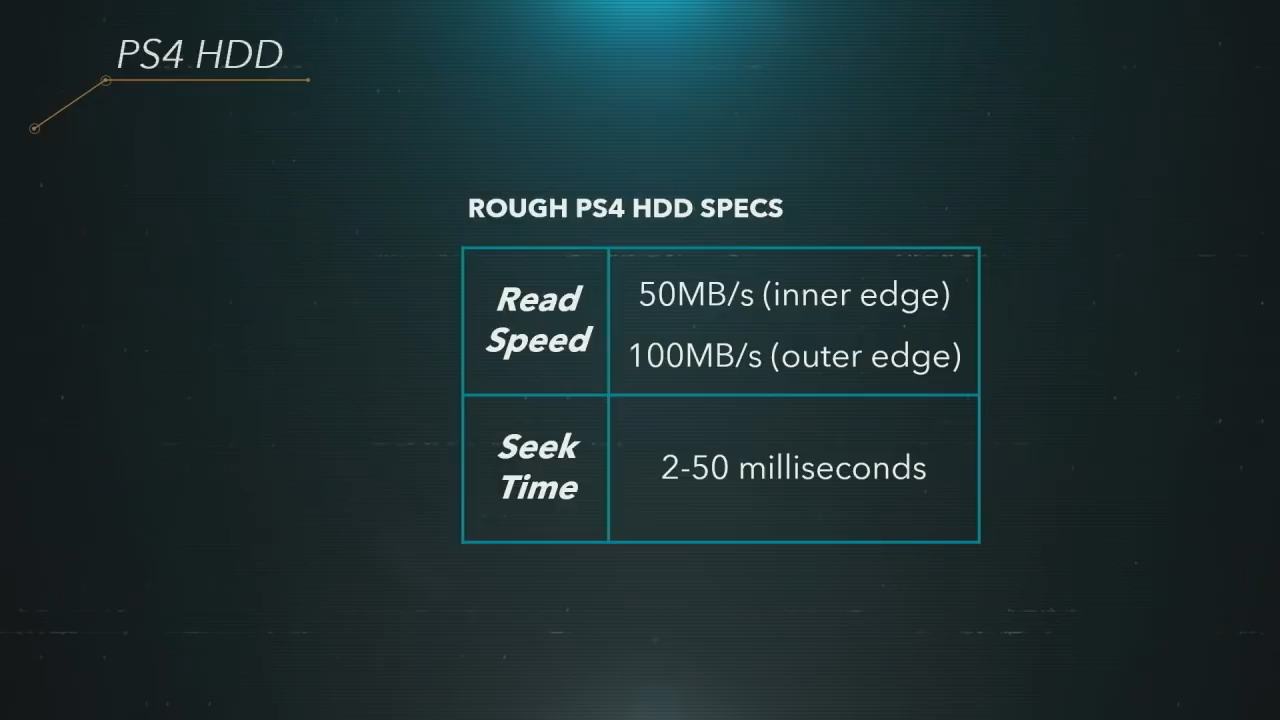 PS4 HDD
ROUGH PS4 HDD SPECS
Read
Speed
50MB/s (inner edge)
100MB/s (outer edge)
Seek
Time
2-50 milliseconds